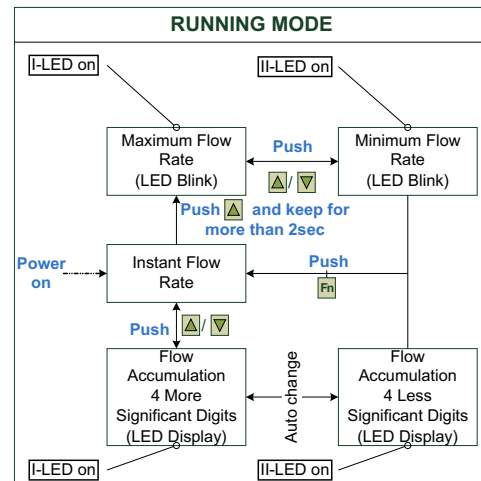 RUNNING MODE
I-LED on
II-LED on
Maximum Flow
Rate
(LED Blink)
Push
▲ / ▼
Minimum Flow
Rate
(LED Blink)
Push ▲ and keep for
more than 2sec
Power
on
Instant Flow
Rate
Push
Fn
Push ▲ / ▼
Flow
Accumulation
4 More
Significant Digits
(LED Display)
Auto change
Flow
Accumulation
4 Less
Significant Digits
(LED Display)
I-LED on
II-LED on